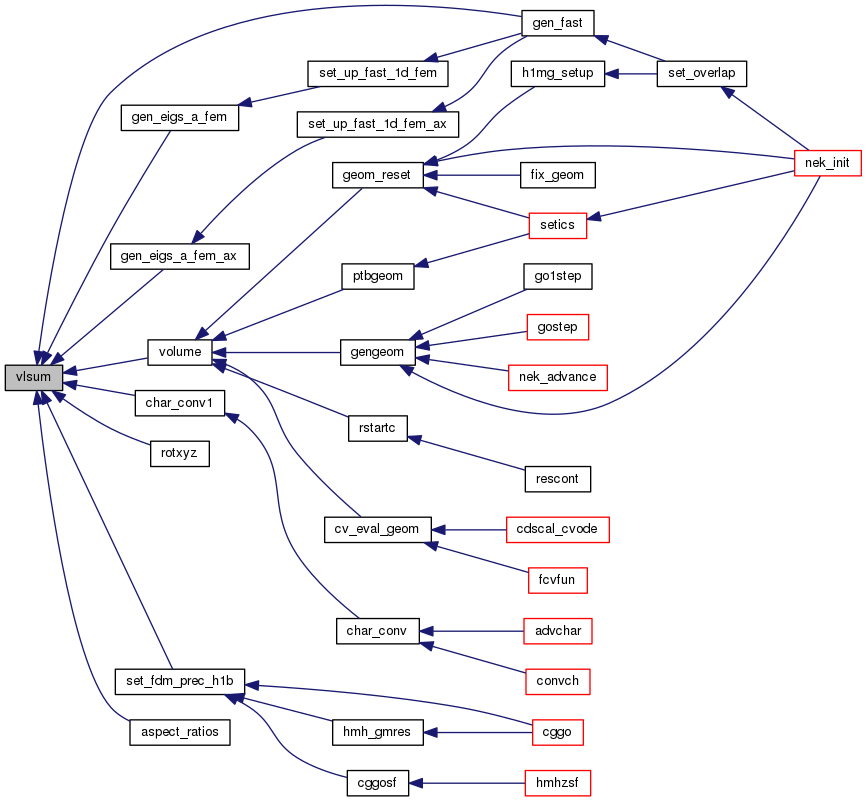 gen_fast
set_up_fast_1d_fem
h1mg_setup
set_overlap
gen_eigs_a_fem
set_up_fast_1d_fem_ax
nek_init
geom_reset
fix_geom
setics
gen_eigs_a_fem_ax
ptbgeom
go1step
gostep
volume
gengeom
vlsum
nek_advance
char_conv1
rstartc
rotxyz
rescont
cv_eval_geom
cdscal_cvode
fcvfun
char_conv
advchar
set_fdm_prec_h1b
convch
aspect_ratios
hmh_gmres
cggo
cggosf
hmhzsf